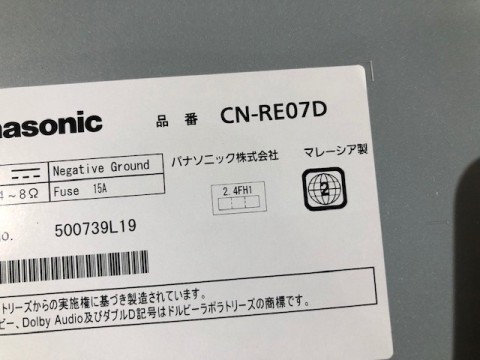 nasonic 品番 CN-RE07D
Negative Ground パナソニック株式会社 マレーシア製
4～8Ω Fuse 15A 2.4FH1 2
No. 500739L19
トリーズからの実施権に基づき製造されています。
ビー、Dolby Audio及びダブルD記号はドルビーラボラトリーズの商標です。